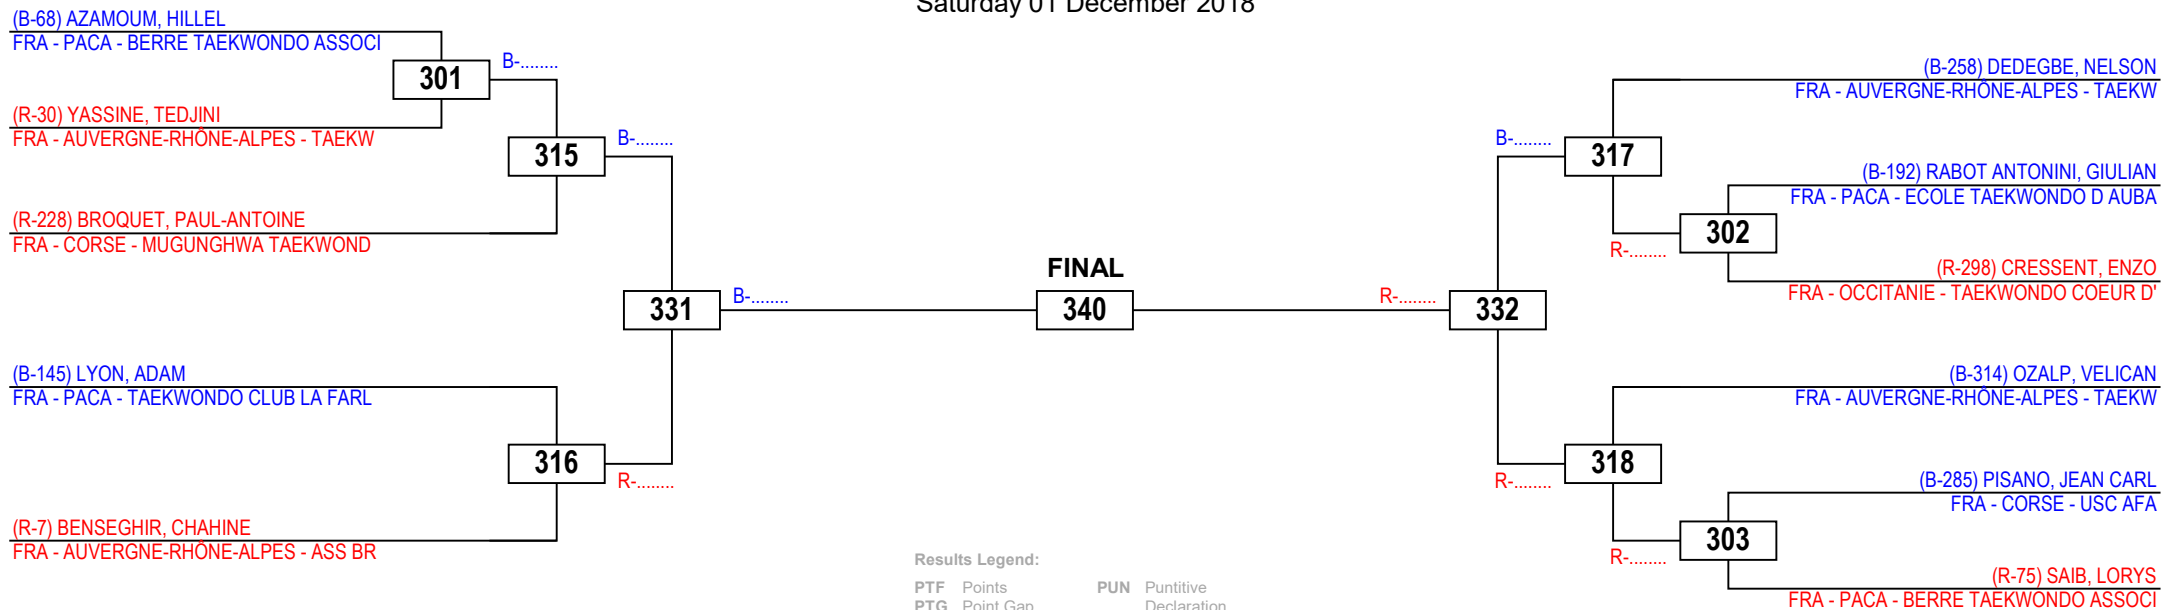 Saturday 01 December 2018
(B-68) AZAMOUM, HILLEL
FRA - PACA - BERRE TAEKWONDO ASSOCI
301
B-........
(R-30) YASSINE, TEDJINI
FRA - AUVERGNE-RHÔNE-ALPES - TAEKW
315
B-........
(R-228) BROQUET, PAUL-ANTOINE
FRA - CORSE - MUGUNGHWA TAEKWOND
331
B-........
(B-145) LYON, ADAM
FRA - PACA - TAEKWONDO CLUB LA FARL
316
R-........
(R-7) BENSEGHIR, CHAHINE
FRA - AUVERGNE-RHÔNE-ALPES - ASS BR
FINAL
340
(B-258) DEDEGBE, NELSON
FRA - AUVERGNE-RHÔNE-ALPES - TAEKW
B-........
317
(B-192) RABOT ANTONINI, GIULIAN
FRA - PACA - ECOLE TAEKWONDO D AUBA
302
R-........
(R-298) CRESSENT, ENZO
FRA - OCCITANIE - TAEKWONDO COEUR D'
R-........
332
(B-314) OZALP, VELICAN
FRA - AUVERGNE-RHÔNE-ALPES - TAEKW
318
R-........
(B-285) PISANO, JEAN CARL
FRA - CORSE - USC AFA
303
R-........
(R-75) SAIB, LORYS
FRA - PACA - BERRE TAEKWONDO ASSOCI
Results Legend:
PTF Points PUN Puntitive
PTG Point Gap Declaration